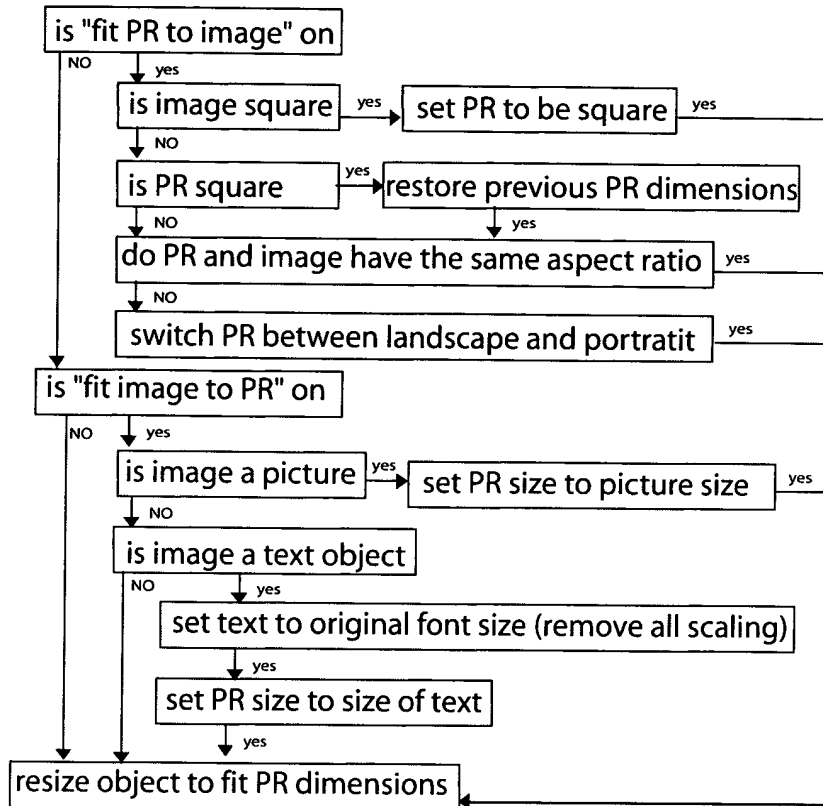 is "fit PR to image" on
NO
yes
is image square
yes
set PR to be square
yes
NO
is PR square
yes
restore previous PR dimensions
NO
yes
do PR and image have the same aspect ratio
yes
NO
switch PR between landscape and portratit
yes
is "fit image to PR" on
NO
yes
is image a picture
yes
set PR size to picture size
yes
NO
is image a text object
NO
yes
set text to original font size (remove all scaling)
yes
set PR size to size of text
yes
resize object to fit PR dimensions